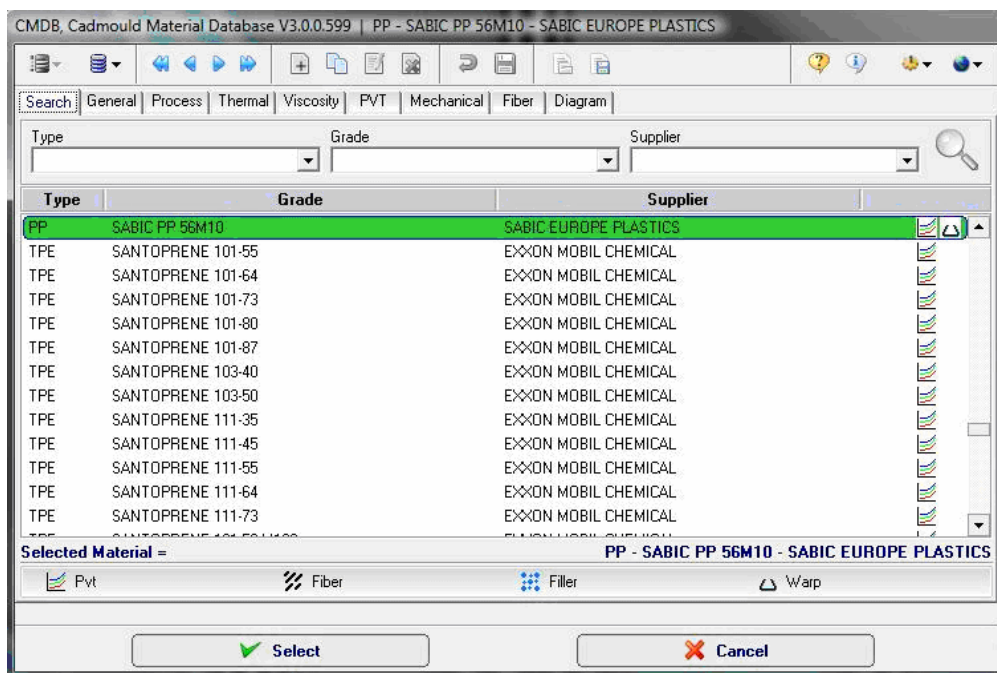 CMDB, Cadmould Material Database V3.0.0.599 | PP - SABIC PP 56M10 - SABIC EUROPE PLASTICS
Search General Process Thermal Viscosity PVT Mechanical Fiber Diagram
Type Grade Supplier
Type Grade Supplier
PP SABIC PP 56M10 SABIC EUROPE PLASTICS
TPE SANTOPRENE 101-55 EXXON MOBIL CHEMICAL
TPE SANTOPRENE 101-64 EXXON MOBIL CHEMICAL
TPE SANTOPRENE 101-73 EXXON MOBIL CHEMICAL
TPE SANTOPRENE 101-80 EXXON MOBIL CHEMICAL
TPE SANTOPRENE 101-87 EXXON MOBIL CHEMICAL
TPE SANTOPRENE 103-40 EXXON MOBIL CHEMICAL
TPE SANTOPRENE 103-50 EXXON MOBIL CHEMICAL
TPE SANTOPRENE 111-35 EXXON MOBIL CHEMICAL
TPE SANTOPRENE 111-45 EXXON MOBIL CHEMICAL
TPE SANTOPRENE 111-55 EXXON MOBIL CHEMICAL
TPE SANTOPRENE 111-64 EXXON MOBIL CHEMICAL
TPE SANTOPRENE 111-73 EXXON MOBIL CHEMICAL
Selected Material = PP - SABIC PP 56M10 - SABIC EUROPE PLASTICS
Pvt Fiber Filler Warp
Select Cancel